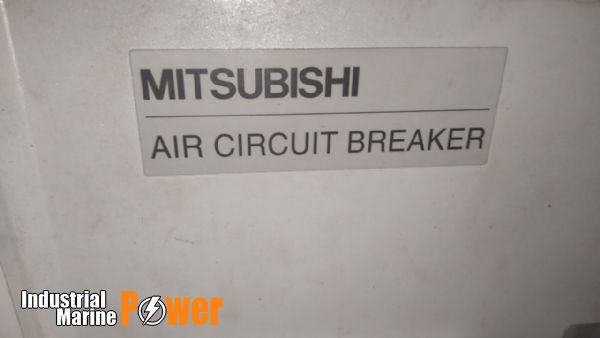 MITSUBISHI
AIR CIRCUIT BREAKER
Industrial
Marine Power